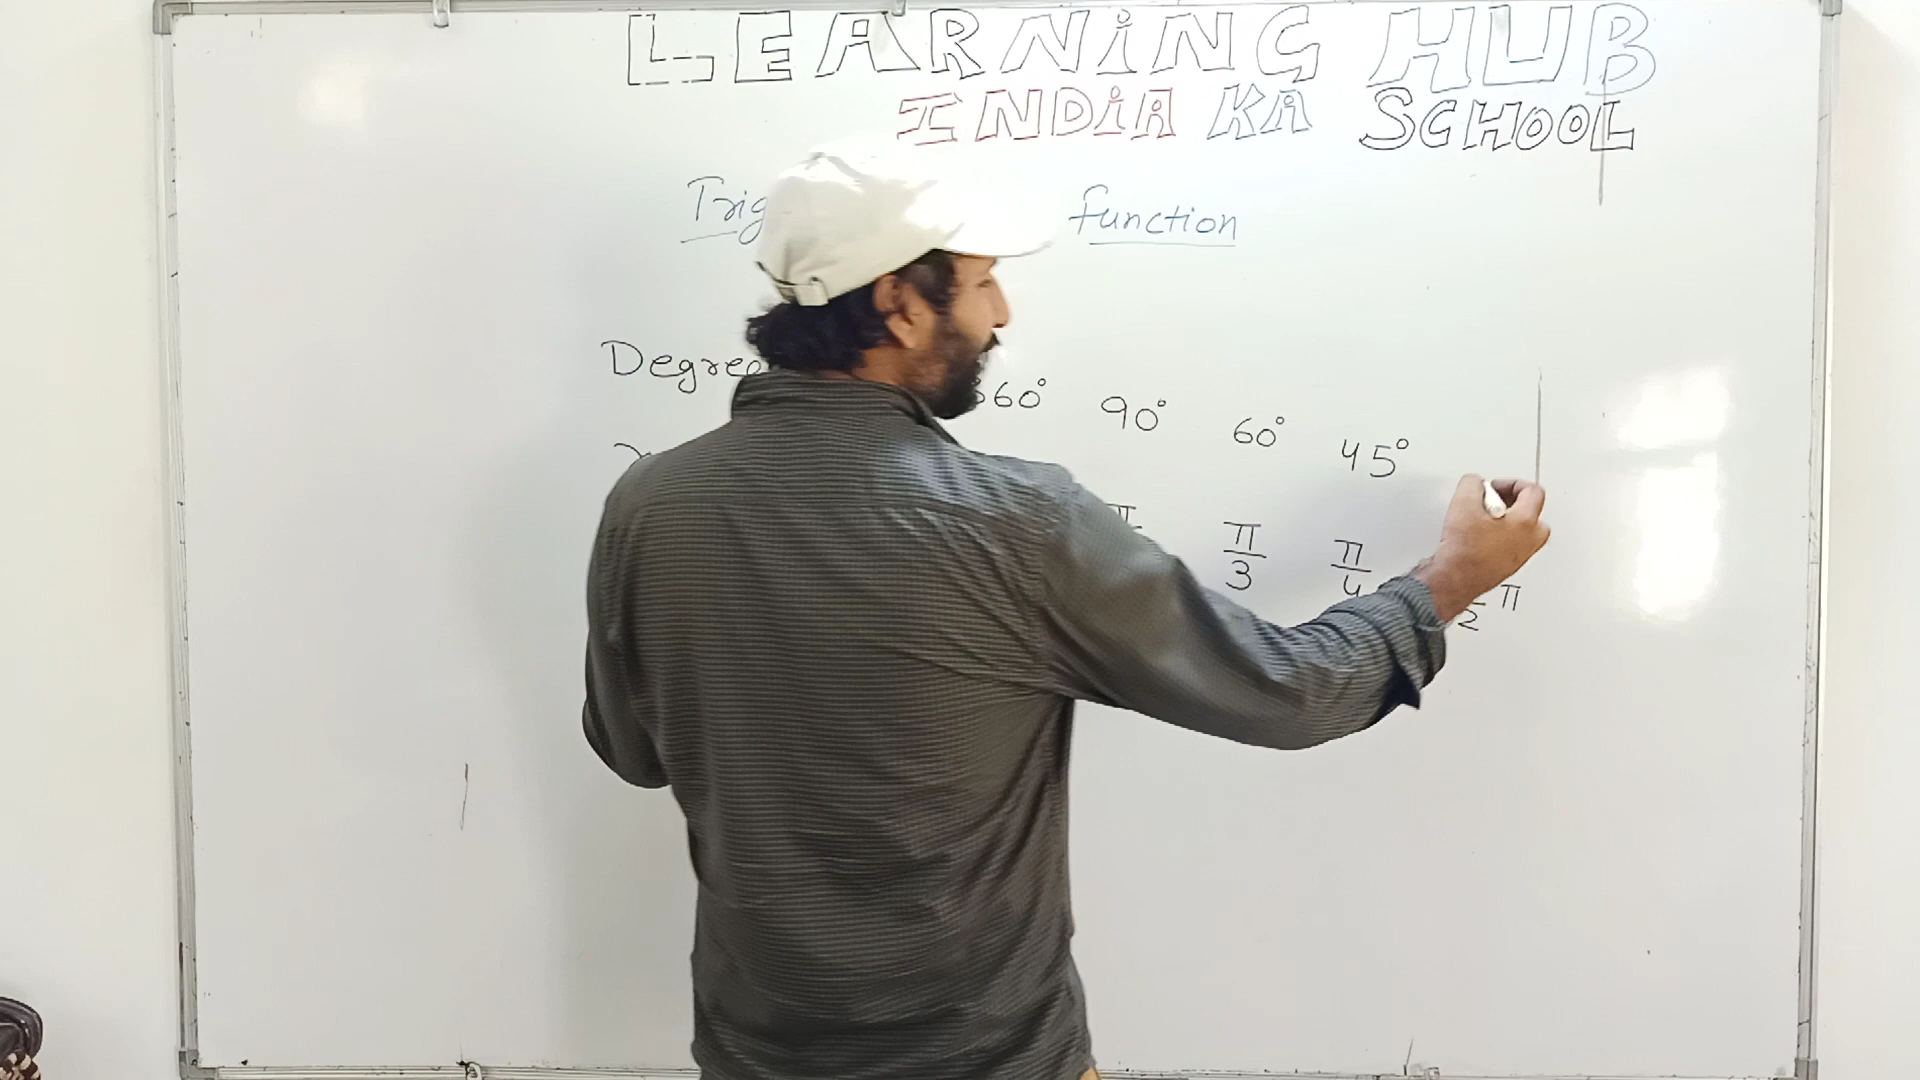 LEARNING HUB
INDIA KA SCHOOL
Trig function
Degree 360° 90° 60° 45°
π π/3 π/4 2 π